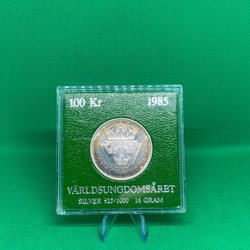 100 Kr 1985
VÄRLDSUNGDOMSÅRET
SILVER 925/1000 16 GRAM